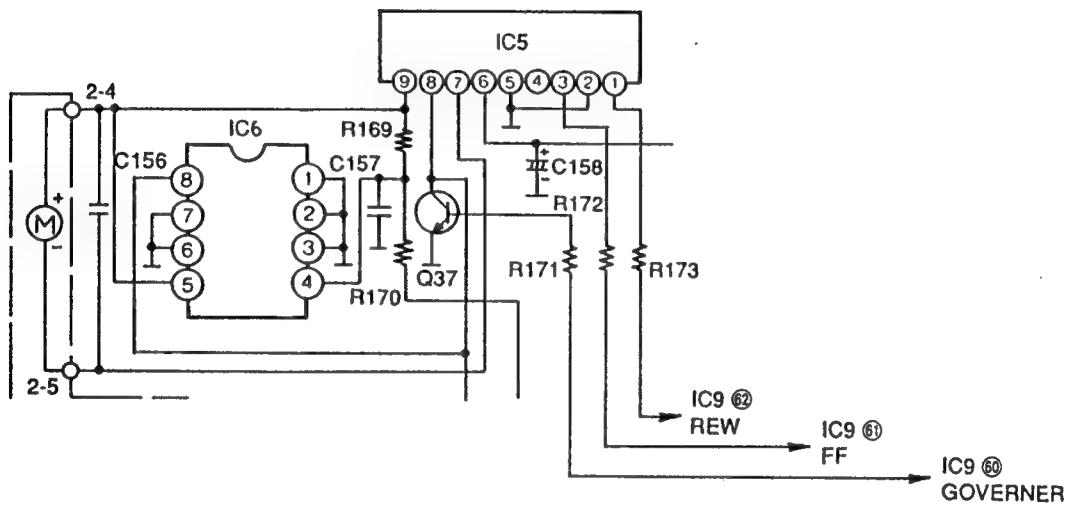 IC5
9 8 7 6 5 4 3 2 1
2-4
IC6
R169
C156
C157
+
C158
-
8 1
7 2
6 3
5 4
+
M
-
R172
R171
R173
Q37
R170
2-5
IC9 62
REW
IC9 61
FF
IC9 60
GOVERNER